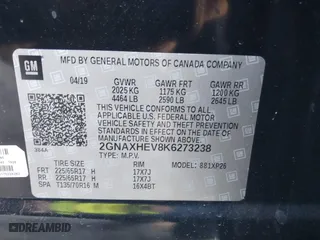 GM
MFD BY GENERAL MOTORS OF CANADA COMPANY
04/19 GVWR GAWR FRT GAWR RR
2025 KG 1175 KG 1200 KG
4464 LB 2590 LB 2645 LB
THIS VEHICLE CONFORMS TO ALL APPLICABLE
U.S. FEDERAL MOTOR VEHICLE
SAFETY, BUMPER, AND THEFT
PREVENTION STANDARDS IN EFFECT ON THE DATE
OF MANUFACTURE SHOWN ABOVE.
2GNAXHEV8K6273238
TYPE: M.P.V. 881XP26
TIRE SIZE RIM
FRT 225/65R17 H 17X7J
RR 225/65R17 H 17X7J
SPA T135/70R16 M 16X4BT